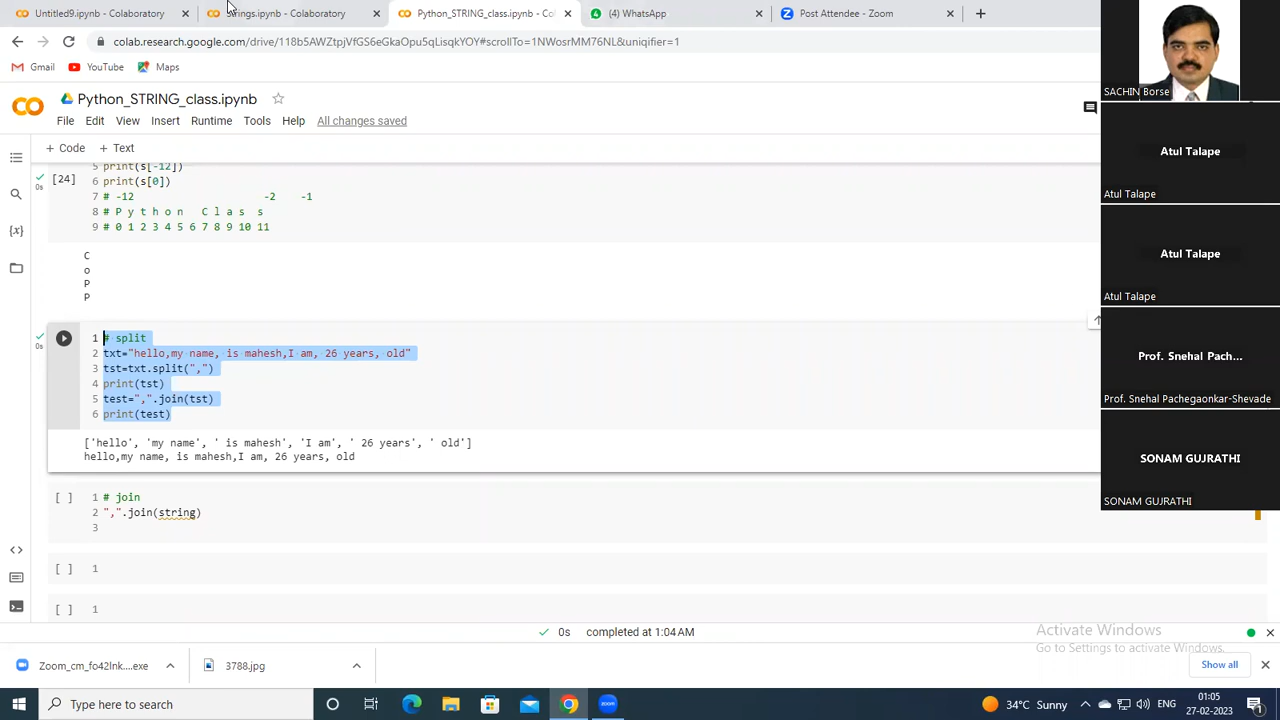 Untitled9.ipynb - Colaboratory
Strings.ipynb - Colaboratory
Python_STRING_class.ipynb - Co
(4) WhatsApp
Post Attendee - Zoom
colab.research.google.com/drive/118b5AWZtpjVfGS6eGkaOpu5qLisqkYOY#scrollTo=1NWosrMM76NL&uniqifier=1
Gmail
YouTube
Maps
Python_STRING_class.ipynb
File Edit View Insert Runtime Tools Help All changes saved
+ Code + Text
5 print(s[-12])
[24] 6 print(s[0])
7 # -12 -2 -1
8 # P y t h o n C l a s s
9 # 0 1 2 3 4 5 6 7 8 9 10 11
0s
C
o
P
P
1 # split
2 txt="hello,my name, is mahesh,I am, 26 years, old"
3 tst=txt.split(",")
4 print(tst)
5 test=",".join(tst)
6 print(test)
0s
['hello', 'my name', ' is mahesh', 'I am', ' 26 years', ' old']
hello,my name, is mahesh,I am, 26 years, old
[ ] 1 # join
2 ",".join(string)
3
[ ] 1
[ ] 1
0s completed at 1:04 AM
SACHIN Borse
Atul Talape
Atul Talape
Atul Talape
Atul Talape
Prof. Snehal Pach...
Prof. Snehal Pachegaonkar-Shevade
SONAM GUJRATHI
SONAM GUJRATHI
Activate Windows
Go to Settings to activate Windows.
Zoom_cm_fo42lnk....exe
3788.jpg
Show all
Type here to search
34°C Sunny
ENG
01:05
27-02-2023